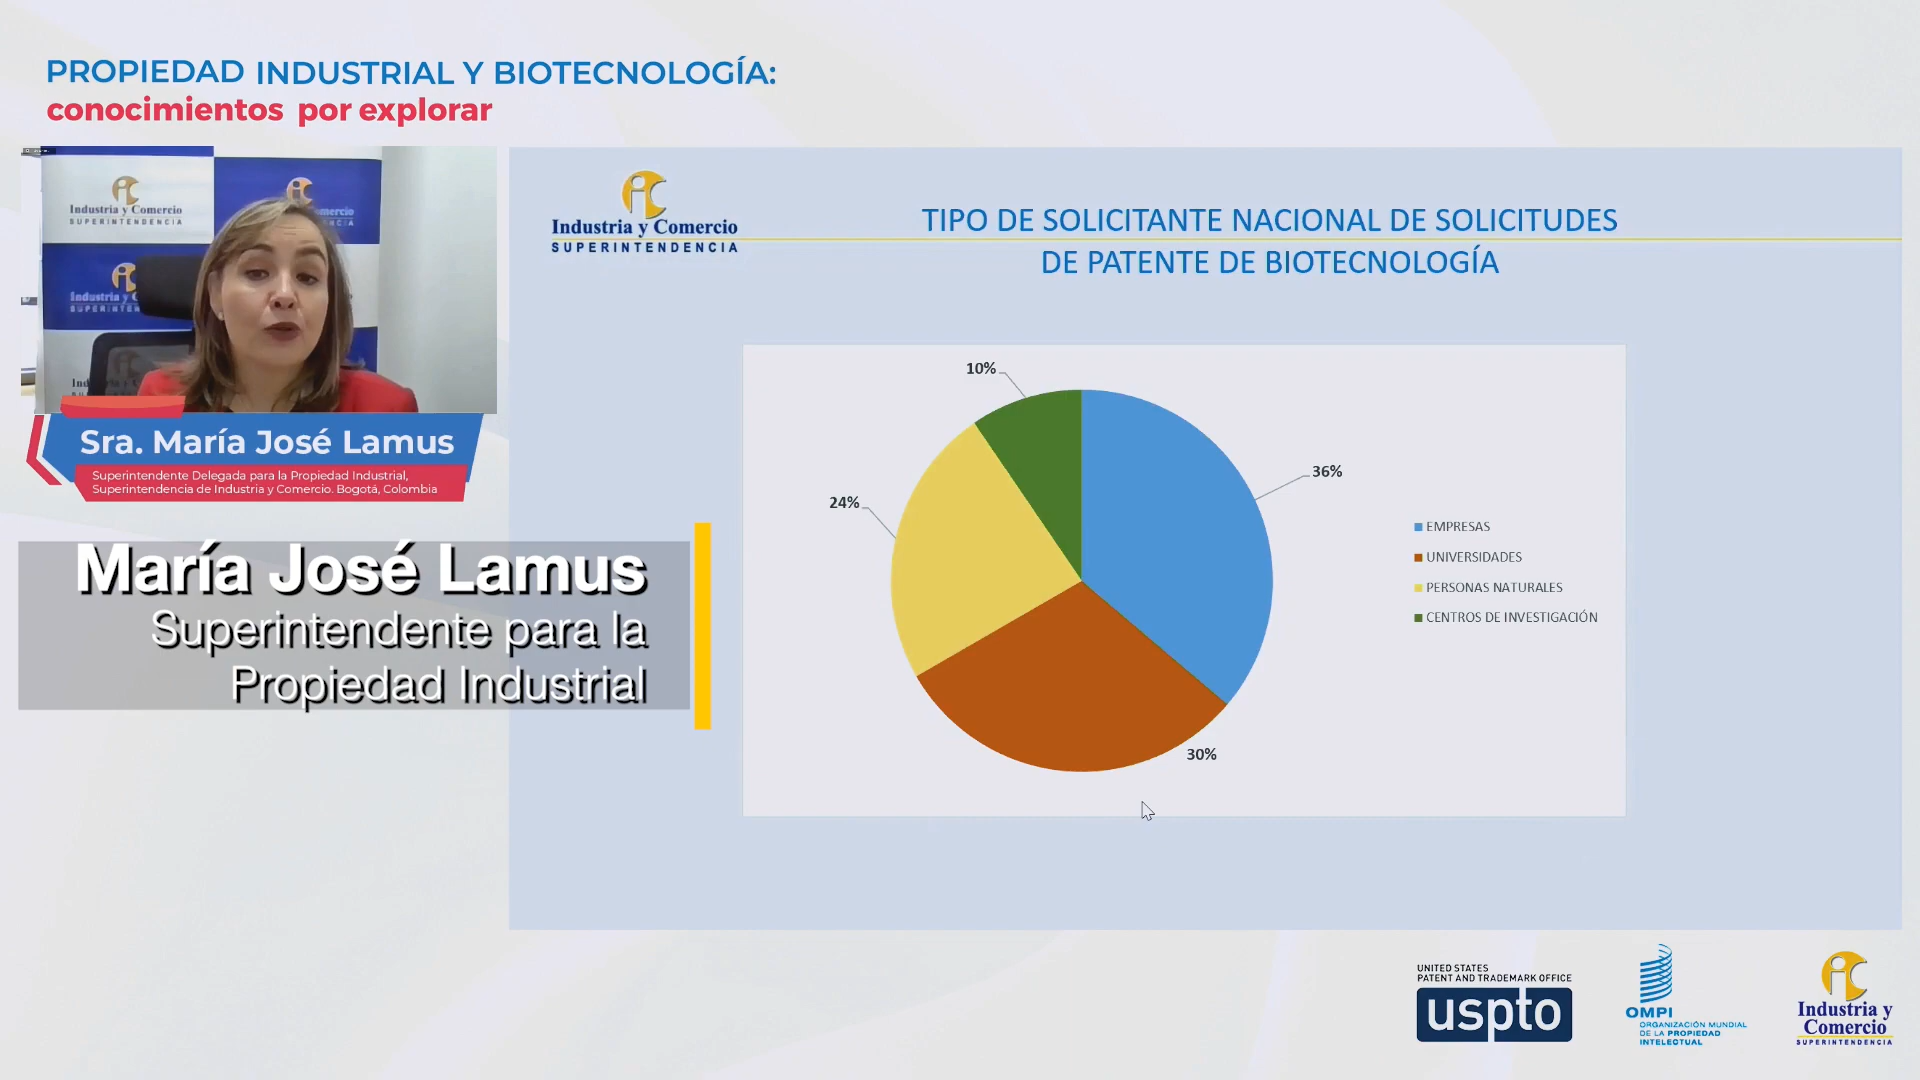 PROPIEDAD INDUSTRIAL Y BIOTECNOLOGÍA:
conocimientos por explorar
Industria y Comercio
SUPERINTENDENCIA
Sra. María José Lamus
Superintendente Delegada para la Propiedad Industrial,
Superintendencia de Industria y Comercio. Bogotá, Colombia
María José Lamus
Superintendente para la
Propiedad Industrial
Industria y Comercio
SUPERINTENDENCIA
TIPO DE SOLICITANTE NACIONAL DE SOLICITUDES
DE PATENTE DE BIOTECNOLOGÍA
10%
36%
24%
30%
EMPRESAS
UNIVERSIDADES
PERSONAS NATURALES
CENTROS DE INVESTIGACIÓN
UNITED STATES
PATENT AND TRADEMARK OFFICE
uspto
OMPI
ORGANIZACIÓN MUNDIAL
DE LA PROPIEDAD
INTELECTUAL
Industria y
Comercio
SUPERINTENDENCIA